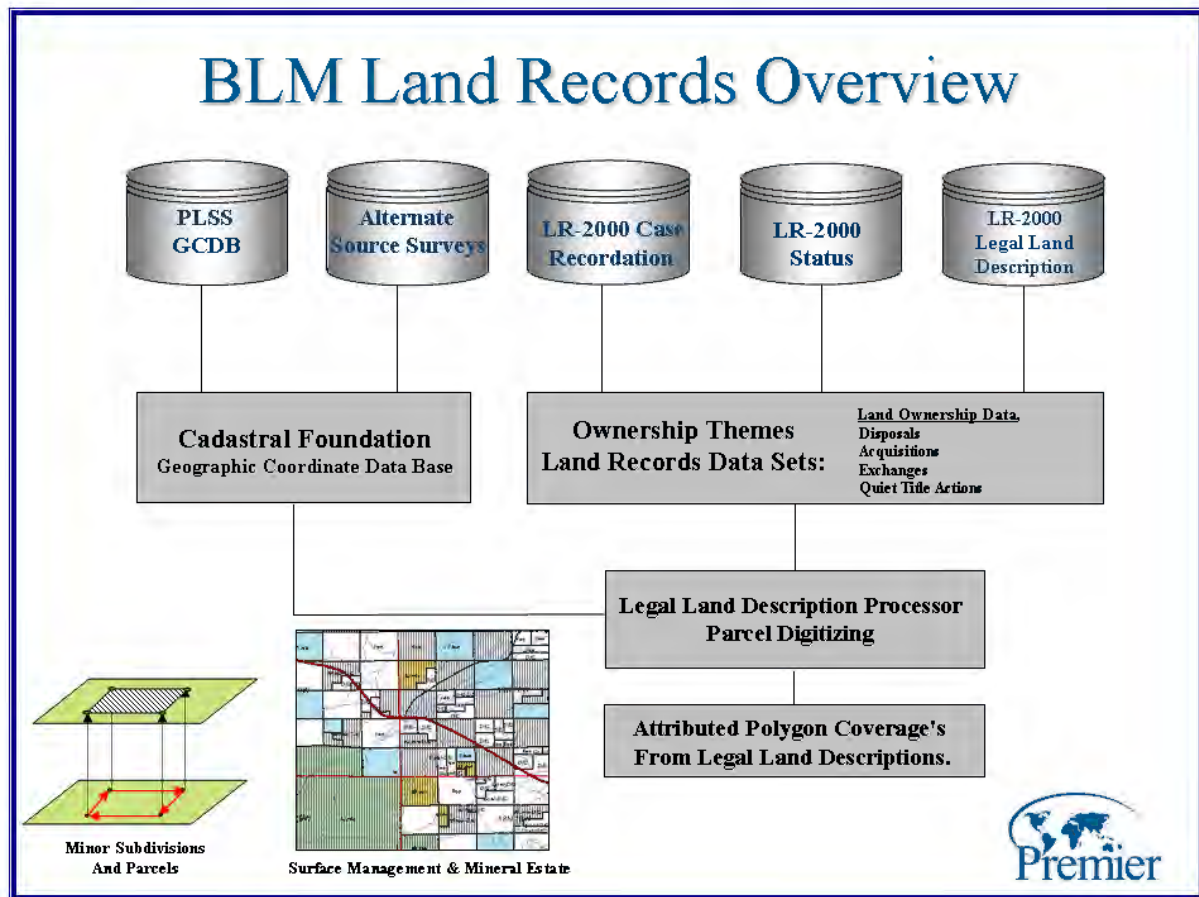 BLM Land Records Overview
PLSS
GCDB
Alternate
Source Surveys
LR-2000 Case
Recordation
LR-2000
Status
LR-2000
Legal Land
Description
Cadastral Foundation
Geographic Coordinate Data Base
Ownership Themes
Land Records Data Sets:
Land Ownership Data.
Disposals
Acquisitions
Exchanges
Quiet Title Actions
Legal Land Description Processor
Parcel Digitizing
Attributed Polygon Coverage's
From Legal Land Descriptions.
Minor Subdivisions
And Parcels
Surface Management & Mineral Estate
Premier